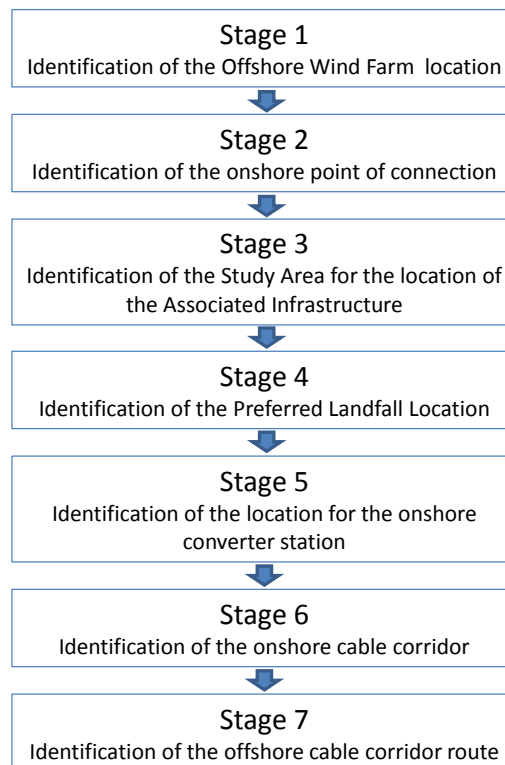 Stage 1
Identification of the Offshore Wind Farm location
Stage 2
Identification of the onshore point of connection
Stage 3
Identification of the Study Area for the location of
the Associated Infrastructure
Stage 4
Identification of the Preferred Landfall Location
Stage 5
Identification of the location for the onshore
converter station
Stage 6
Identification of the onshore cable corridor
Stage 7
Identification of the offshore cable corridor route